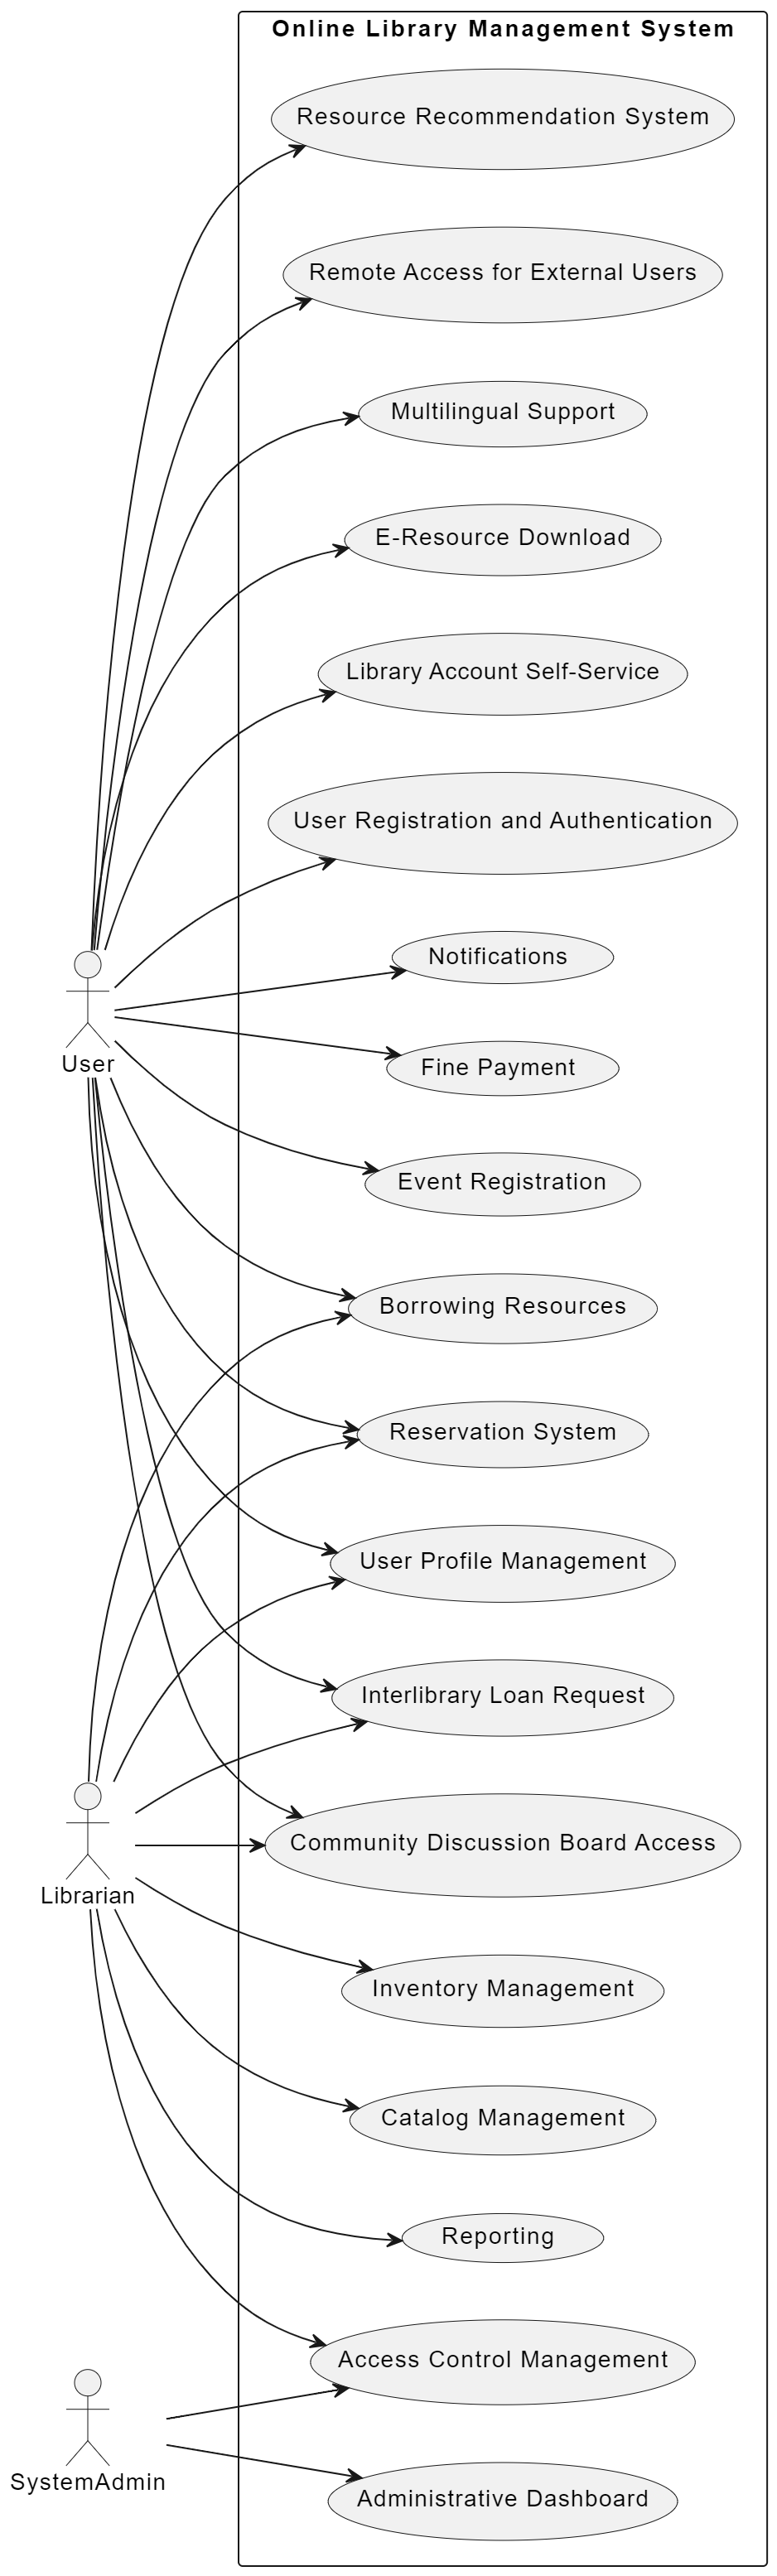 Online Library Management System
Resource Recommendation System
Remote Access for External Users
Multilingual Support
E-Resource Download
Library Account Self-Service
User Registration and Authentication
Notifications
Fine Payment
User
Event Registration
Borrowing Resources
Reservation System
User Profile Management
Interlibrary Loan Request
Community Discussion Board Access
Librarian
Inventory Management
Catalog Management
Reporting
Access Control Management
SystemAdmin
Administrative Dashboard